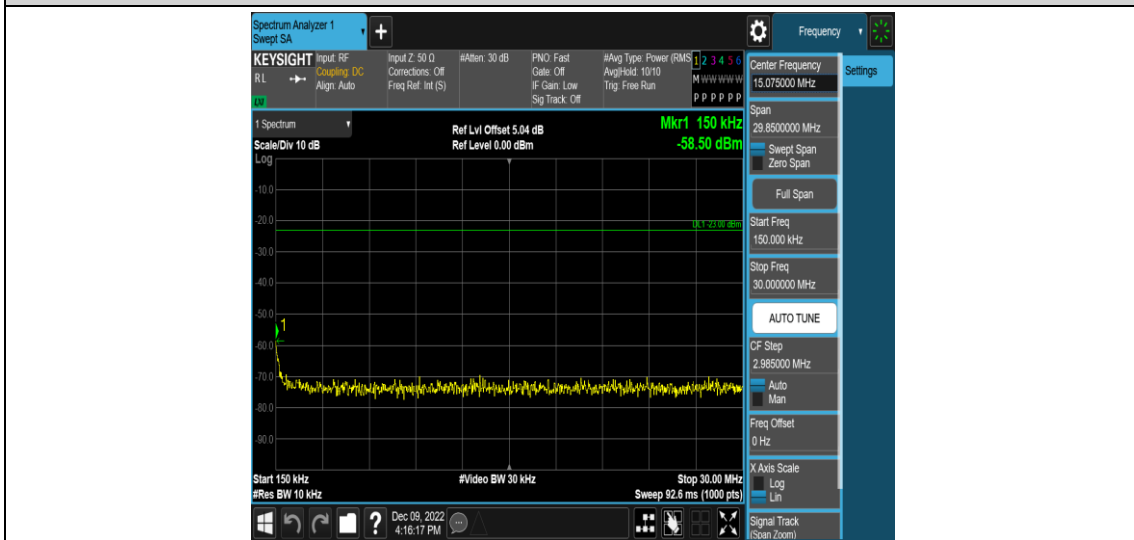 Spectrum Analyzer 1
Swept SA
+
Frequency
KEYSIGHT
RL
LXI
Input: RF
Coupling: DC
Align: Auto
Input Z: 50 Ω
Corrections: Off
Freq Ref: Int (S)
#Atten: 30 dB
PNO: Fast
Gate: Off
IF Gain: Low
Sig Track: Off
#Avg Type: Power (RMS
Avg|Hold: 10/10
Trig: Free Run
1 2 3 4 5 6
M W W W W W
P P P P P P
1 Spectrum
Scale/Div 10 dB
Ref Lvl Offset 5.04 dB
Ref Level 0.00 dBm
Mkr1 150 kHz
-58.50 dBm
Log
-10.0
-20.0
DL1 -23.00 dBm
-30.0
-40.0
-50.0
1
-60.0
-70.0
-80.0
-90.0
Start 150 kHz
#Video BW 30 kHz
Stop 30.00 MHz
#Res BW 10 kHz
Sweep 92.6 ms (1000 pts)
?
Dec 09, 2022
4:16:17 PM
Center Frequency
15.075000 MHz
Settings
Span
29.8500000 MHz
Swept Span
Zero Span
Full Span
Start Freq
150.000 kHz
Stop Freq
30.000000 MHz
AUTO TUNE
CF Step
2.985000 MHz
Auto
Man
Freq Offset
0 Hz
X Axis Scale
Log
Lin
Signal Track
(Span Zoom)